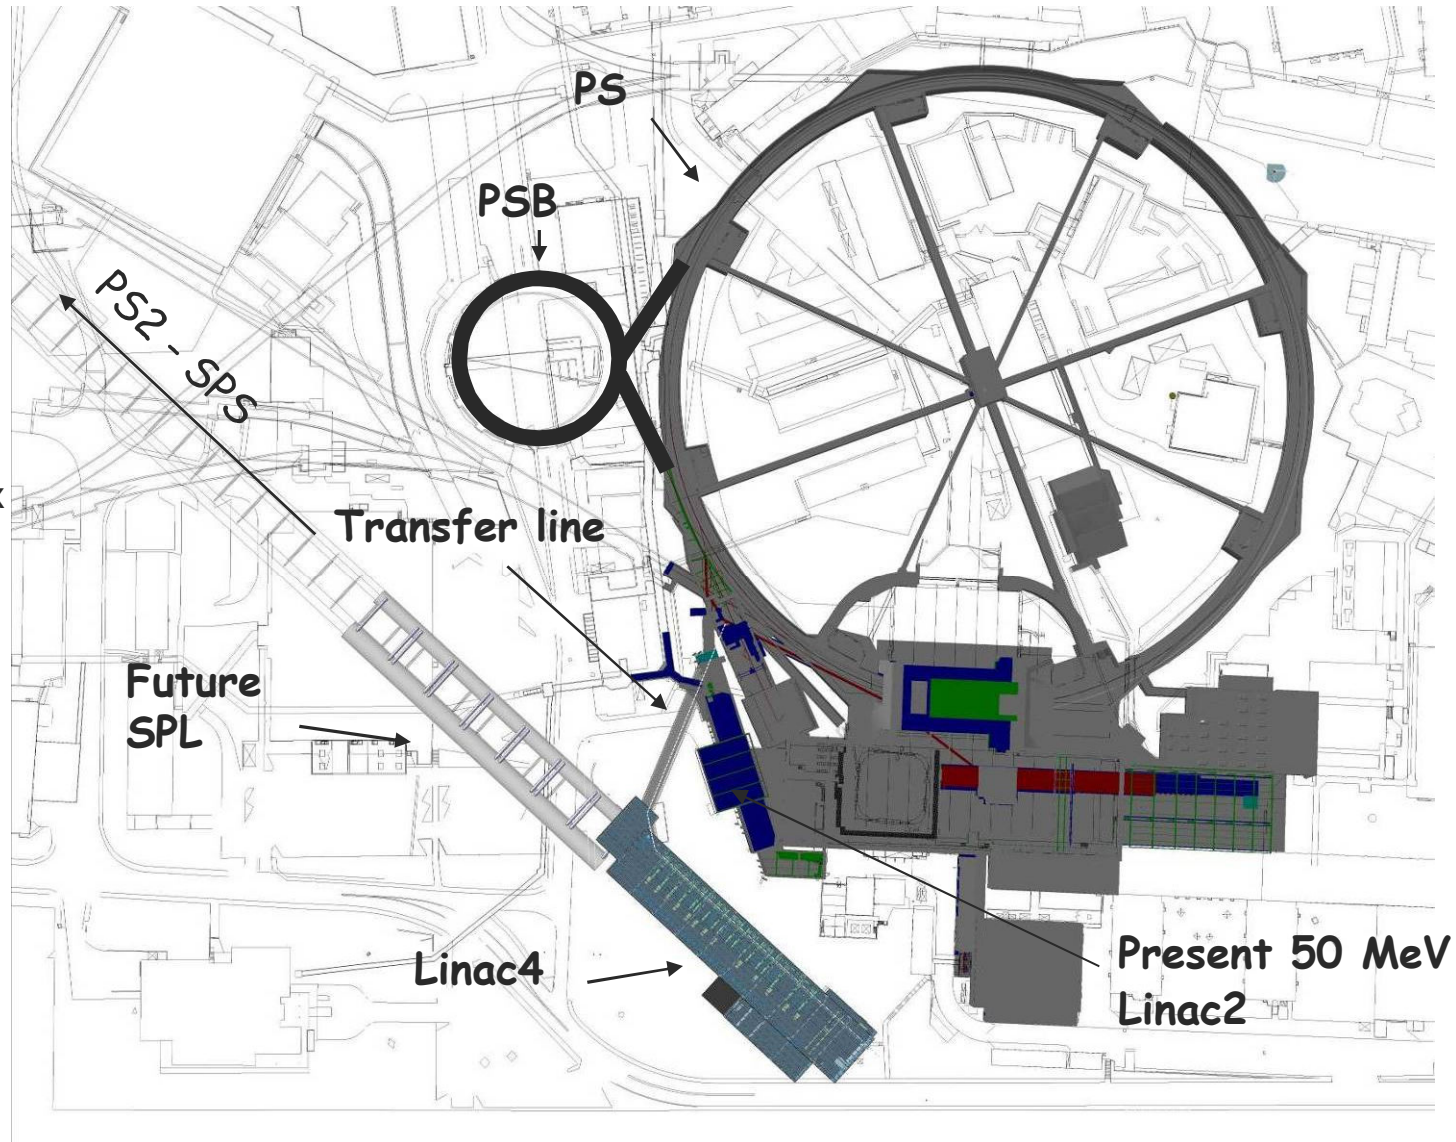 PS
PSB
PS2 - SPS
x
Transfer line
Future
SPL
Linac4
Present 50 MeV
Linac2